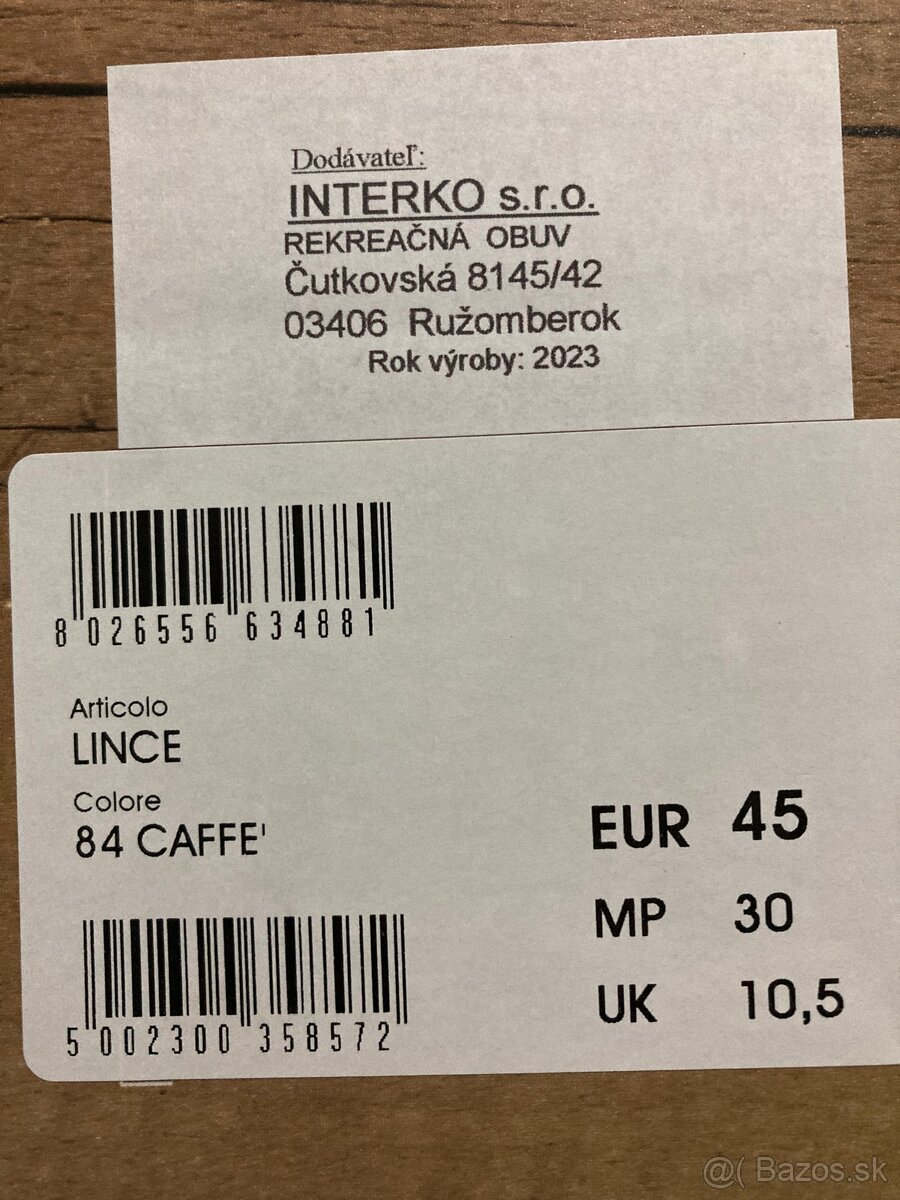 Dodávateľ:
INTERKO s.r.o.
REKREAČNÁ OBUV
Čutkovská 8145/42
03406 Ružomberok
Rok výroby: 2023
8 026556 634881
Articolo
LINCE
Colore
84 CAFFE'
5 002300 358572
EUR 45
MP 30
UK 10,5
@( Bazos.sk